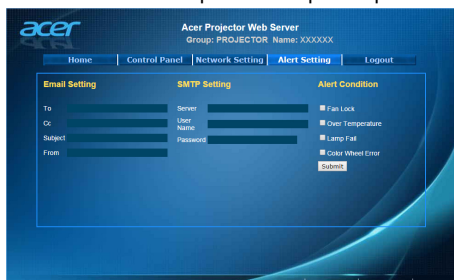 acer
Acer Projector Web Server
Group: PROJECTOR Name: XXXXXX
Home Control Panel Network Setting Alert Setting Logout
Email Setting
To
Cc
Subject
From
SMTP Setting
Server
User Name
Password
Alert Condition
Fan Lock
Over Temperature
Lamp Fail
Color Wheel Error
Submit